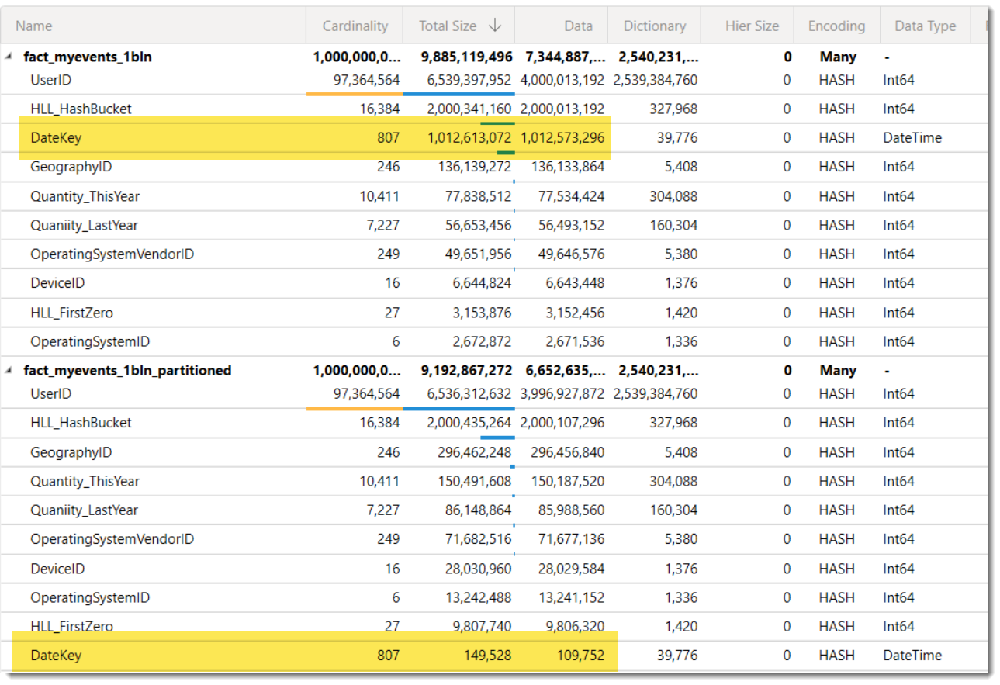 Name Cardinality Total Size ↓ Data Dictionary Hier Size Encoding Data Type
fact_myevents_1bln 1,000,000,0... 9,885,119,496 7,344,887,... 2,540,231,... 0 Many -
UserID 97,364,564 6,539,397,952 4,000,013,192 2,539,384,760 0 HASH Int64
HLL_HashBucket 16,384 2,000,341,160 2,000,013,192 327,968 0 HASH Int64
DateKey 807 1,012,613,072 1,012,573,296 39,776 0 HASH DateTime
GeographyID 246 136,139,272 136,133,864 5,408 0 HASH Int64
Quantity_ThisYear 10,411 77,838,512 77,534,424 304,088 0 HASH Int64
Quaniity_LastYear 7,227 56,653,456 56,493,152 160,304 0 HASH Int64
OperatingSystemVendorID 249 49,651,956 49,646,576 5,380 0 HASH Int64
DeviceID 16 6,644,824 6,643,448 1,376 0 HASH Int64
HLL_FirstZero 27 3,153,876 3,152,456 1,420 0 HASH Int64
OperatingSystemID 6 2,672,872 2,671,536 1,336 0 HASH Int64
fact_myevents_1bln_partitioned 1,000,000,0... 9,192,867,272 6,652,635,... 2,540,231,... 0 Many -
UserID 97,364,564 6,536,312,632 3,996,927,872 2,539,384,760 0 HASH Int64
HLL_HashBucket 16,384 2,000,435,264 2,000,107,296 327,968 0 HASH Int64
GeographyID 246 296,462,248 296,456,840 5,408 0 HASH Int64
Quantity_ThisYear 10,411 150,491,608 150,187,520 304,088 0 HASH Int64
Quaniity_LastYear 7,227 86,148,864 85,988,560 160,304 0 HASH Int64
OperatingSystemVendorID 249 71,682,516 71,677,136 5,380 0 HASH Int64
DeviceID 16 28,030,960 28,029,584 1,376 0 HASH Int64
OperatingSystemID 6 13,242,488 13,241,152 1,336 0 HASH Int64
HLL_FirstZero 27 9,807,740 9,806,320 1,420 0 HASH Int64
DateKey 807 149,528 109,752 39,776 0 HASH DateTime